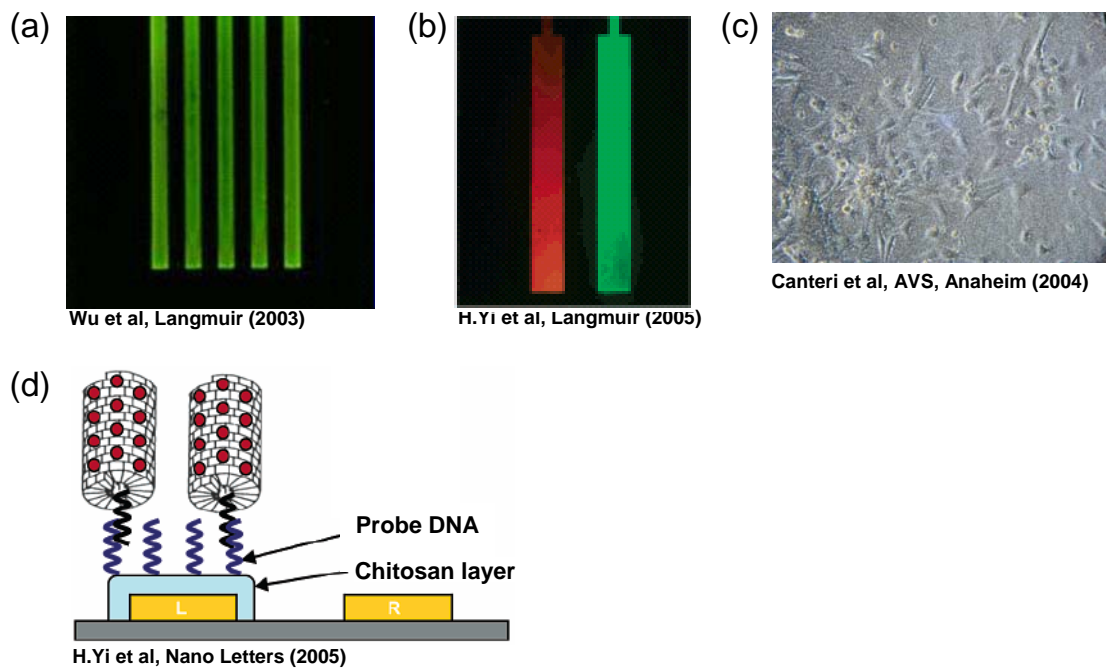 (a)
(b)
(c)
Wu et al, Langmuir (2003)
H.Yi et al, Langmuir (2005)
Canteri et al, AVS, Anaheim (2004)
(d)
Probe DNA
Chitosan layer
L
R
H.Yi et al, Nano Letters (2005)